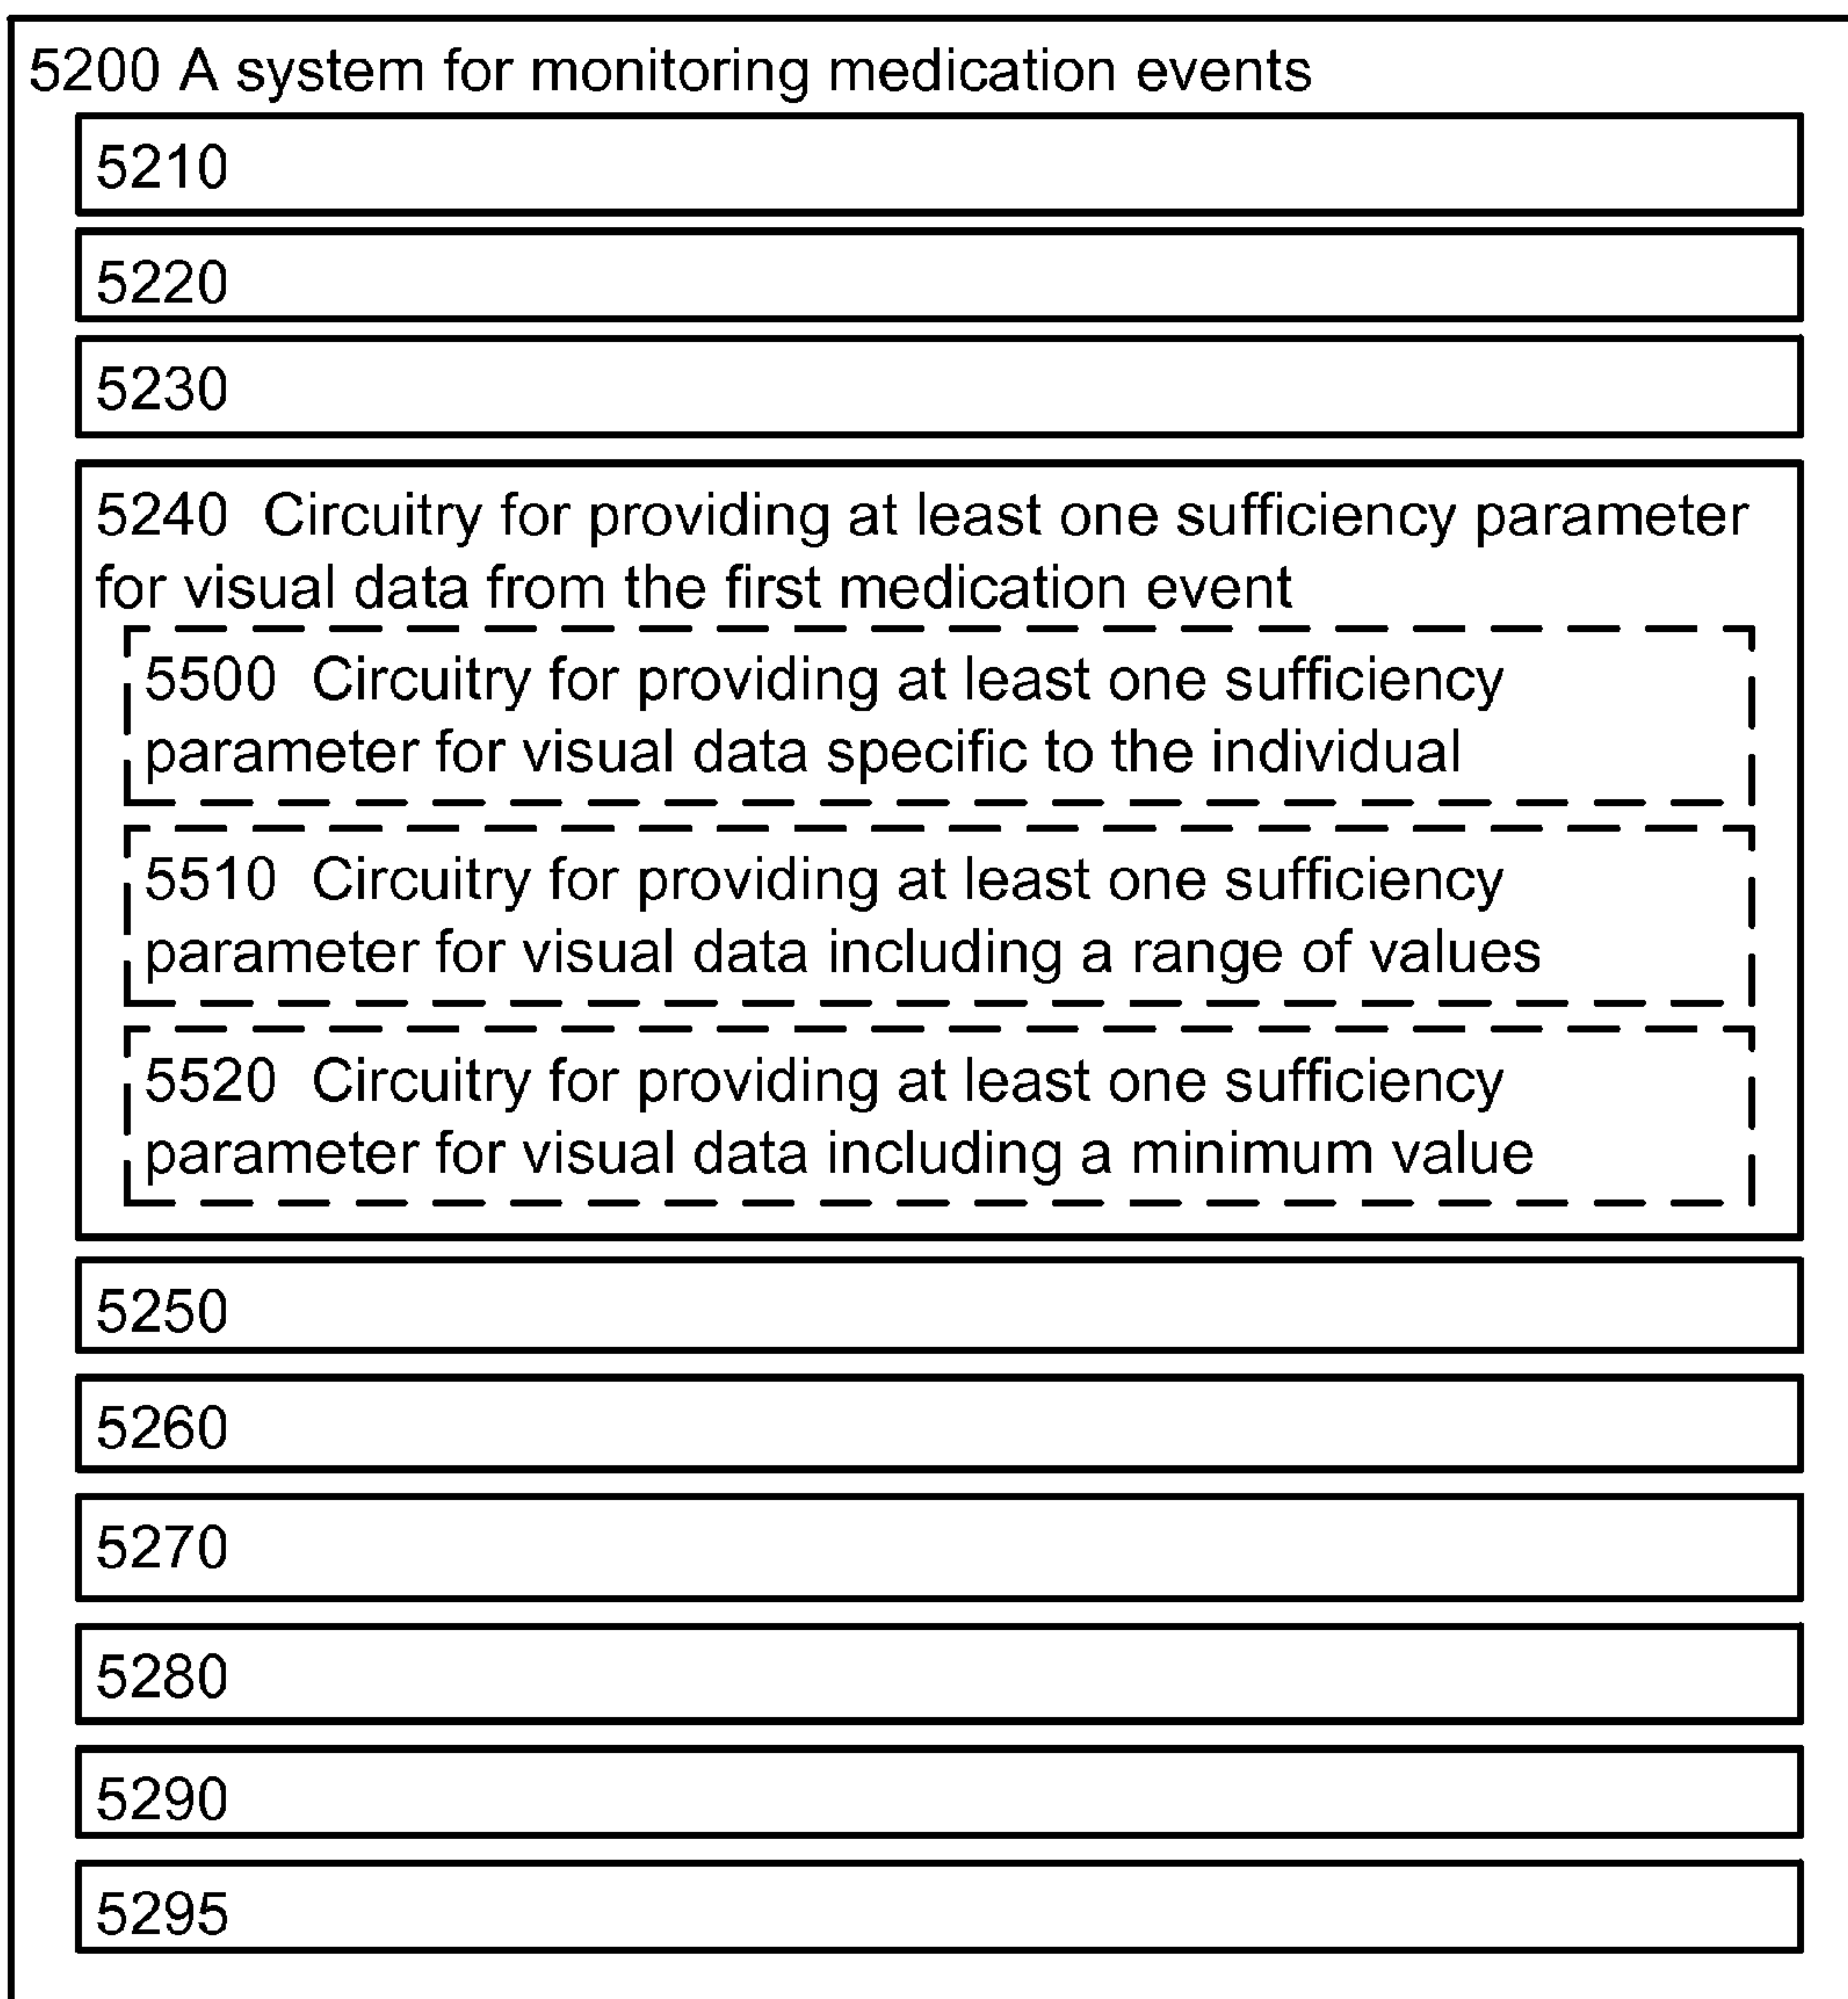 5200 A system for monitoring medication events
5210
5220
5230
5240 Circuitry for providing at least one sufficiency parameter
for visual data from the first medication event
5500 Circuitry for providing at least one sufficiency
parameter for visual data specific to the individual
5510 Circuitry for providing at least one sufficiency
parameter for visual data including a range of values
5520 Circuitry for providing at least one sufficiency
parameter for visual data including a minimum value
5250
5260
5270
5280
5290
5295